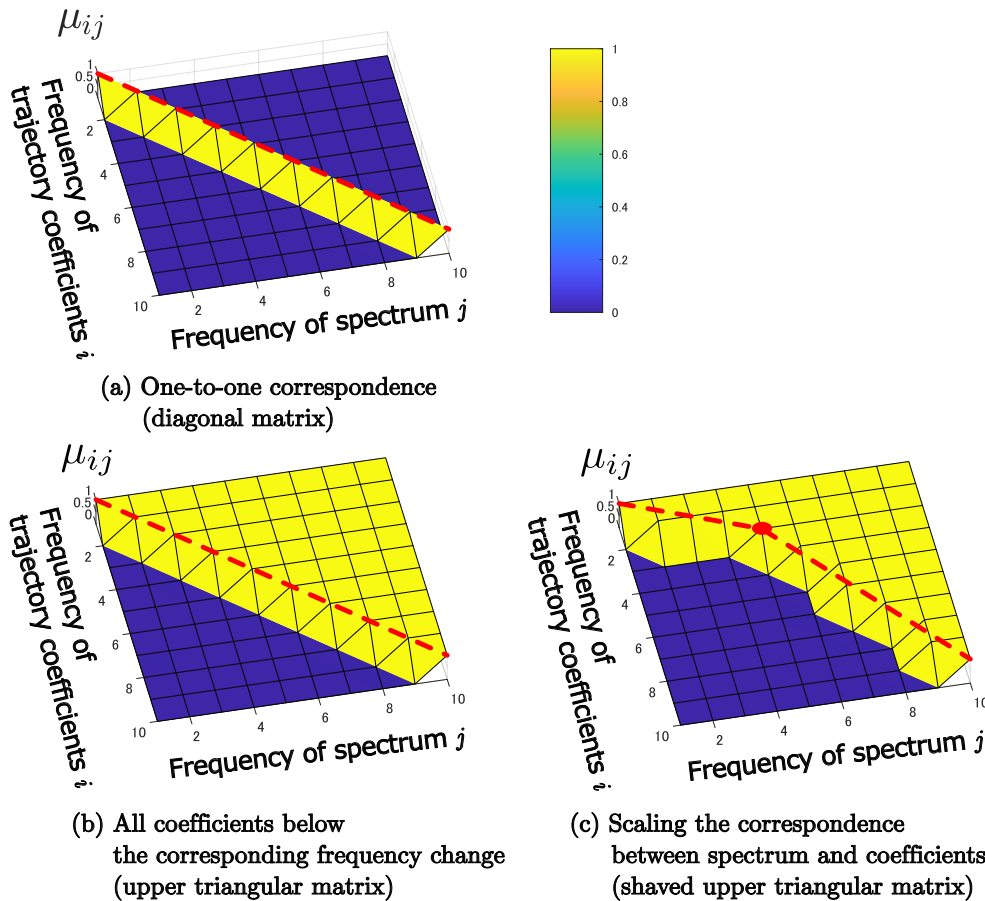 μij
1
0.5
0
2
4
6
8
10
Frequency of
trajectory coefficients i
2
4
6
8
10
Frequency of spectrum j
1
0.8
0.6
0.4
0.2
0
(a) One-to-one correspondence
(diagonal matrix)
μij
1
0.5
0
2
4
6
8
10
Frequency of
trajectory coefficients i
2
4
6
8
10
Frequency of spectrum j
(b) All coefficients below
the corresponding frequency change
(upper triangular matrix)
μij
1
0.5
0
2
4
6
8
10
Frequency of
trajectory coefficients i
2
4
6
8
10
Frequency of spectrum j
(c) Scaling the correspondence
between spectrum and coefficients
(shaved upper triangular matrix)